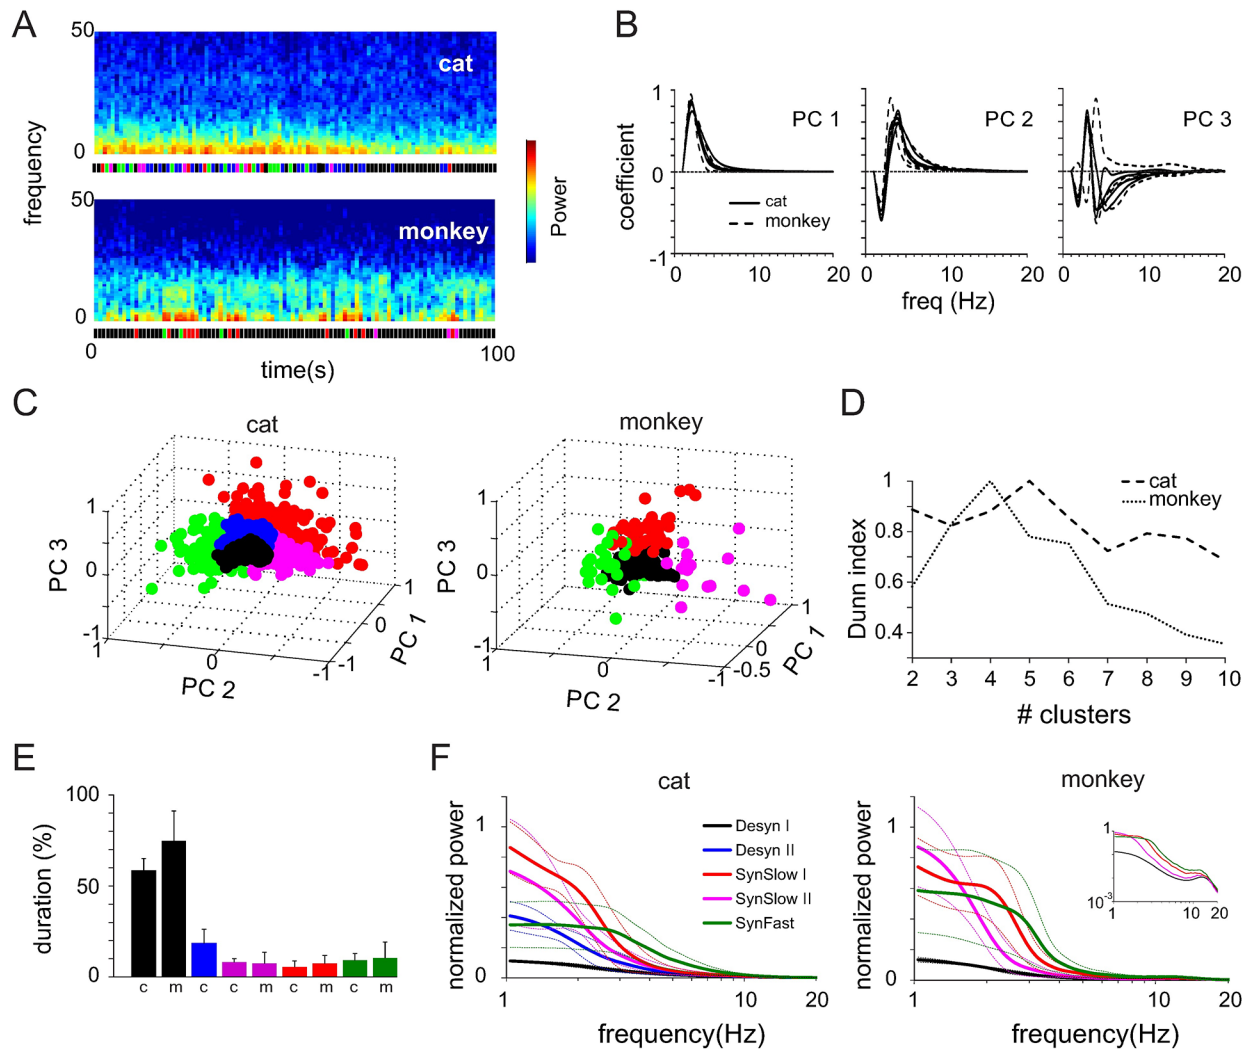 A
50
cat
0
frequency
50
monkey
0
0
100
time(s)
Power
B
1
0
-1
coefficient
PC 1
PC 2
PC 3
cat
monkey
0
10
20
0
10
20
0
10
20
freq (Hz)
C
cat
monkey
PC 3
1
0
-1
1
0
-1
PC 2
1
0
-1
PC 1
PC 3
1
0
-1
1
0
-1
PC 2
1
0
-0.5
PC 1
D
cat
monkey
Dunn index
1
0.8
0.6
0.4
2 3 4 5 6 7 8 9 10
# clusters
E
100
50
0
duration (%)
c m c c m c m c m
F
cat
monkey
normalized power
1
0
Desyn I
Desyn II
SynSlow I
SynSlow II
SynFast
1
10
20
frequency(Hz)
normalized power
1
0
1
10-3
1
10
20
1
10
20
frequency(Hz)